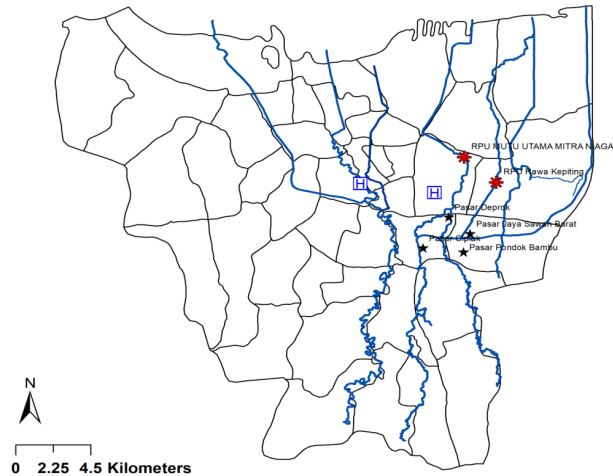 RPU MUTU UTAMA MITRA NIAGA
RPU Rawa Kepiting
H
H
Pasar Deprok
Pasar Jaya Sawah Barat
Pasar Ciplak
Pasar Pondok Bambu
N
0 2.25 4.5 Kilometers